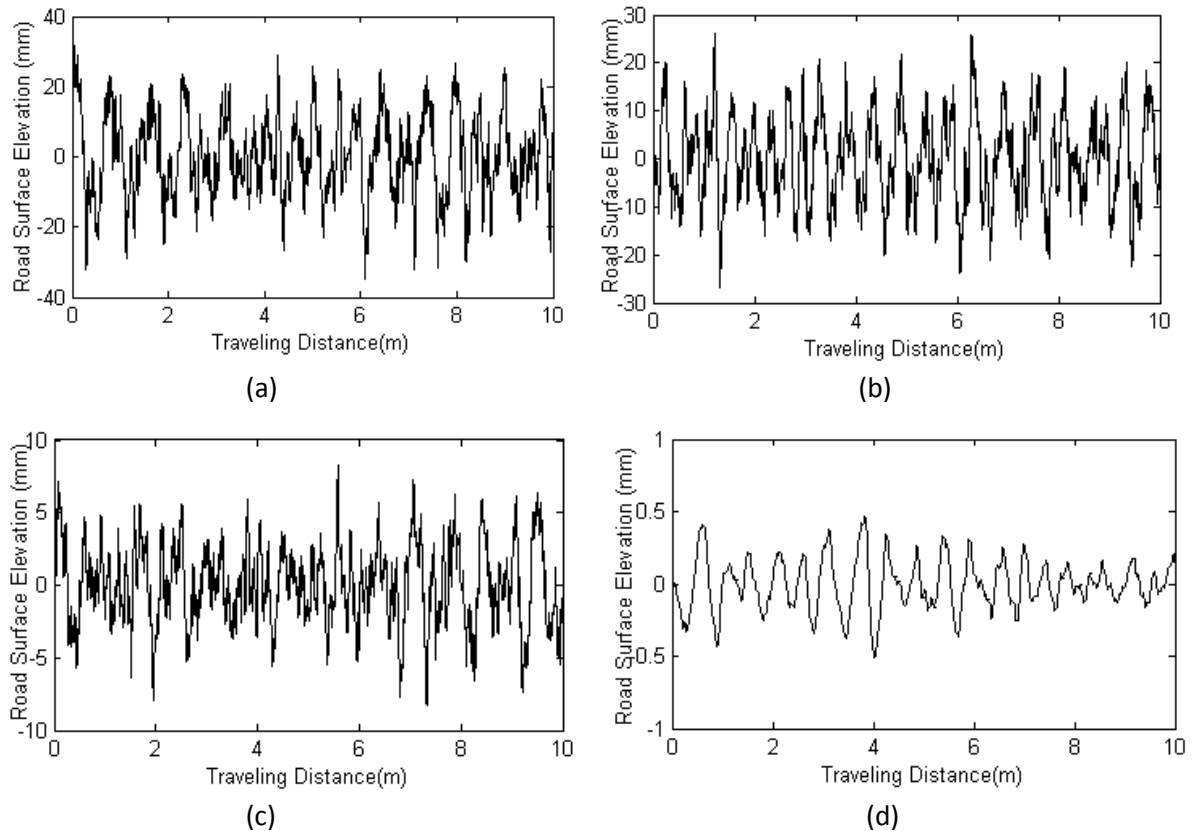 40
20
0
-20
-40
Road Surface Elevation (mm)
0 2 4 6 8 10
Traveling Distance(m)
(a)
30
20
10
0
-10
-20
-30
Road Surface Elevation (mm)
0 2 4 6 8 10
Traveling Distance(m)
(b)
10
5
0
-5
-10
Road Surface Elevation (mm)
0 2 4 6 8 10
Traveling Distance(m)
(c)
1
0.5
0
-0.5
-1
Road Surface Elevation (mm)
0 2 4 6 8 10
Traveling Distance(m)
(d)